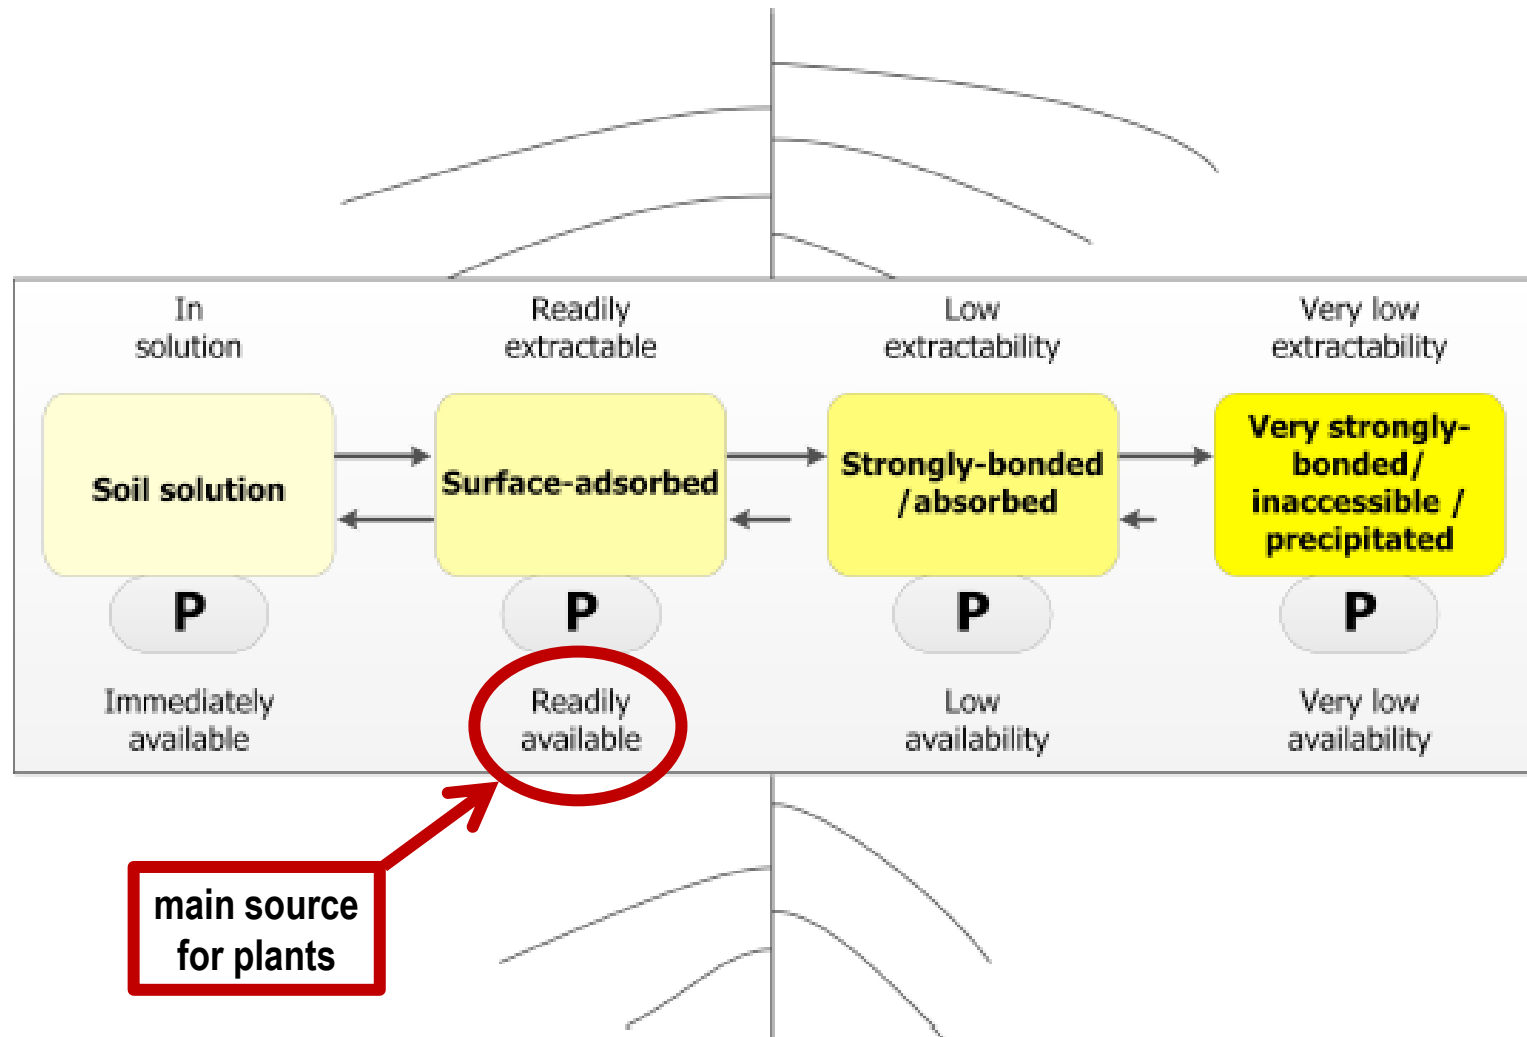 In
solution
Readily
extractable
Low
extractability
Very low
extractability
Soil solution
Surface-adsorbed
Strongly-bonded
/absorbed
Very strongly-
bonded/
inaccessible /
precipitated
P
P
P
P
Immediately
available
Readily
available
Low
availability
Very low
availability
main source
for plants